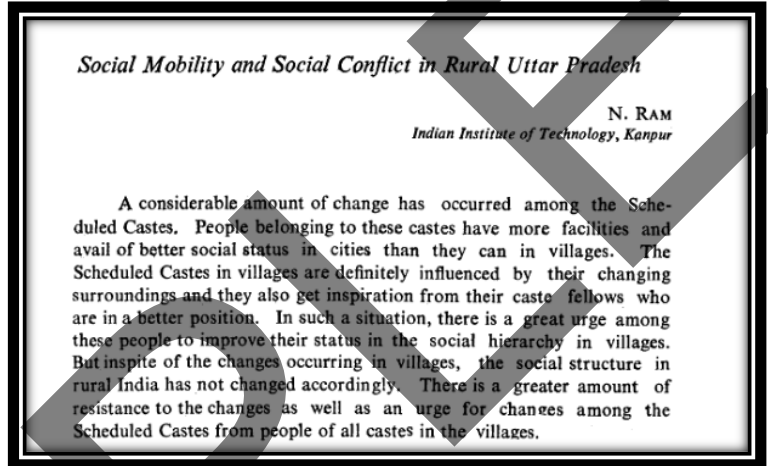 Social Mobility and Social Conflict in Rural Uttar Pradesh
N. RAM
Indian Institute of Technology, Kanpur
A considerable amount of change has occurred among the Sche-
duled Castes. People belonging to these castes have more facilities and
avail of better social status in cities than they can in villages. The
Scheduled Castes in villages are definitely influenced by their changing
surroundings and they also get inspiration from their caste fellows who
are in a better position. In such a situation, there is a great urge among
these people to improve their status in the social hierarchy in villages.
But inspite of the changes occurring in villages, the social structure in
rural India has not changed accordingly. There is a greater amount of
resistance to the changes as well as an urge for changes among the
Scheduled Castes from people of all castes in the villages.